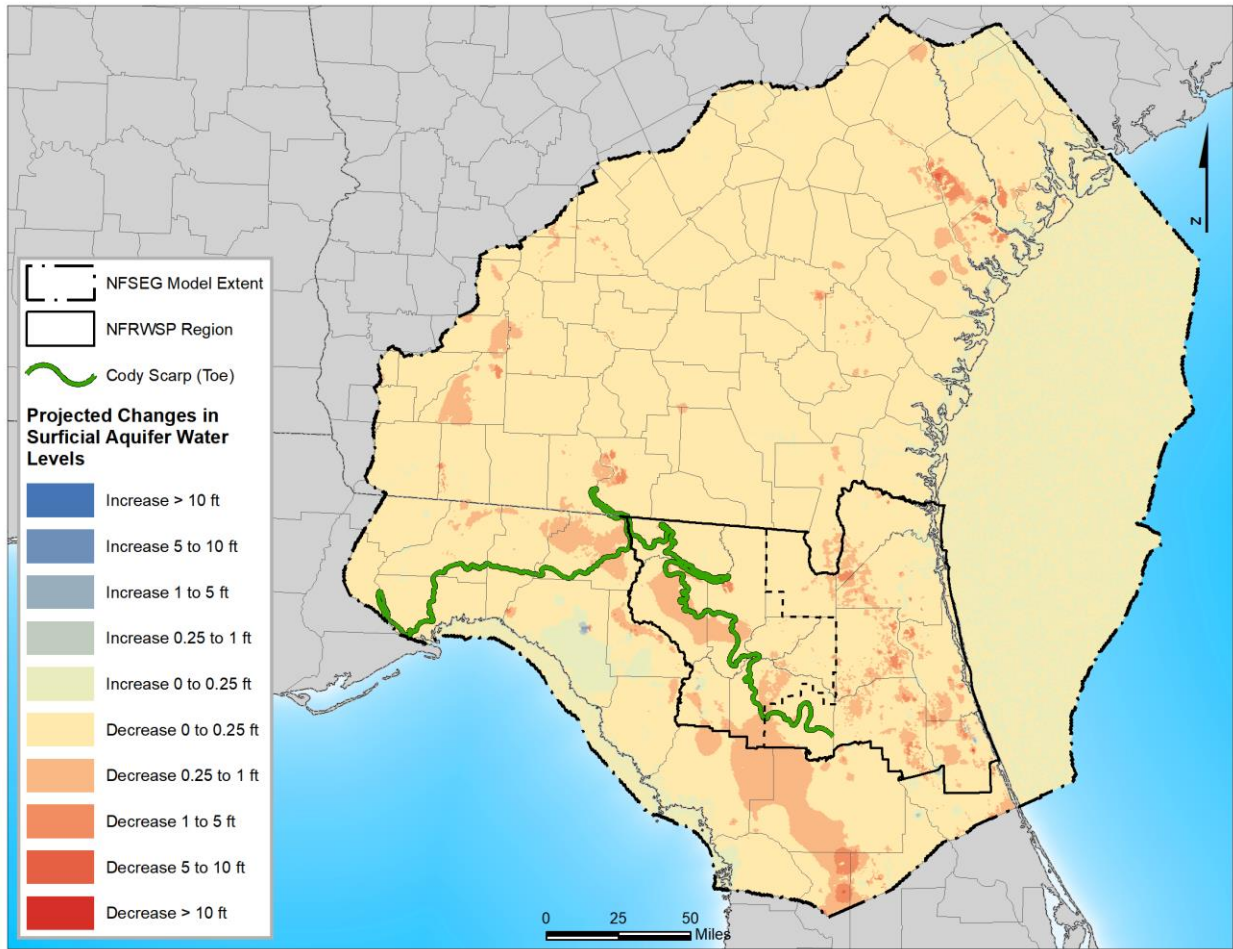 N
NFSEG Model Extent
NFRWSP Region
Cody Scarp (Toe)
Projected Changes in
Surficial Aquifer Water
Levels
Increase > 10 ft
Increase 5 to 10 ft
Increase 1 to 5 ft
Increase 0.25 to 1 ft
Increase 0 to 0.25 ft
Decrease 0 to 0.25 ft
Decrease 0.25 to 1 ft
Decrease 1 to 5 ft
Decrease 5 to 10 ft
Decrease > 10 ft
0 25 50
Miles